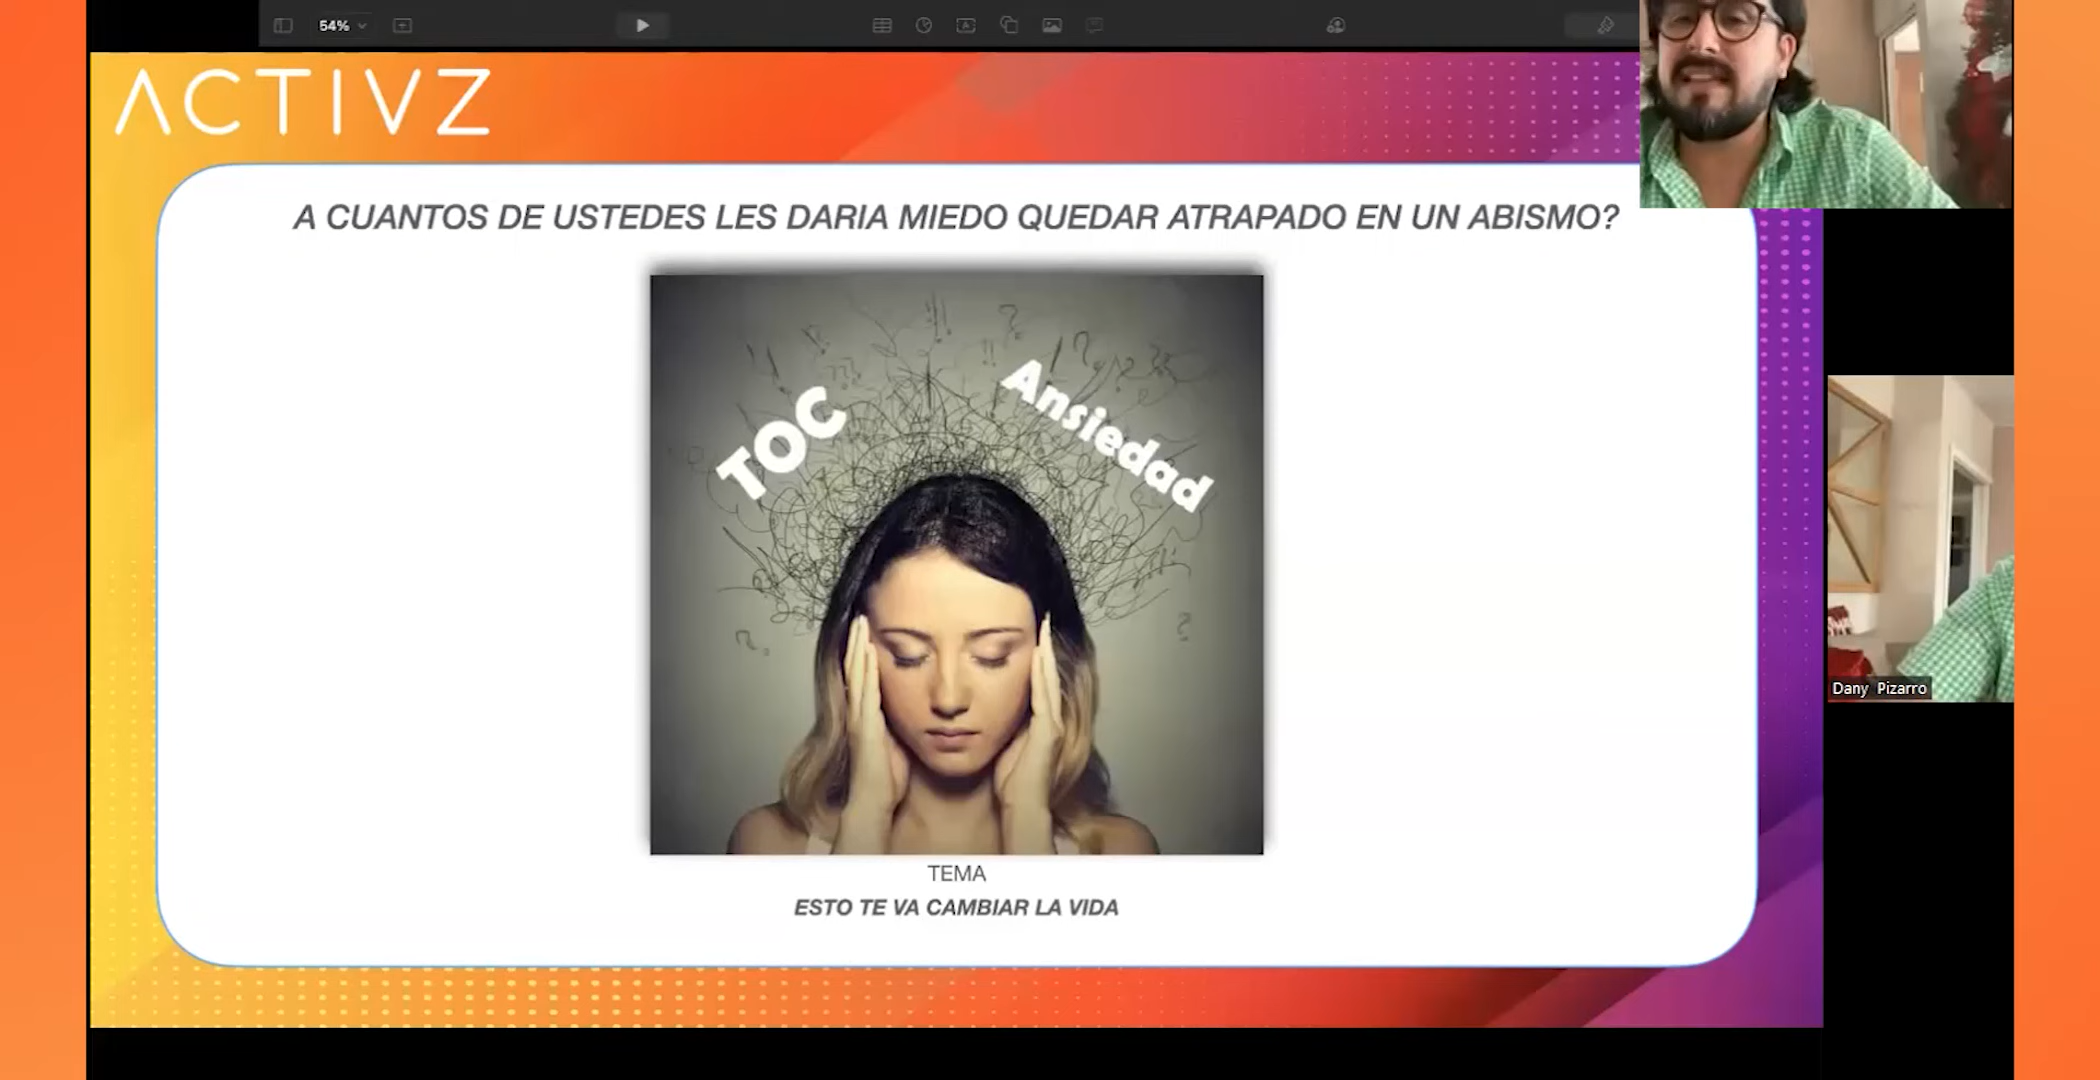 54%
ACTIVZ
A CUANTOS DE USTEDES LES DARIA MIEDO QUEDAR ATRAPADO EN UN ABISMO?
TOC
Ansiedad
TEMA
ESTO TE VA CAMBIAR LA VIDA
Dany Pizarro